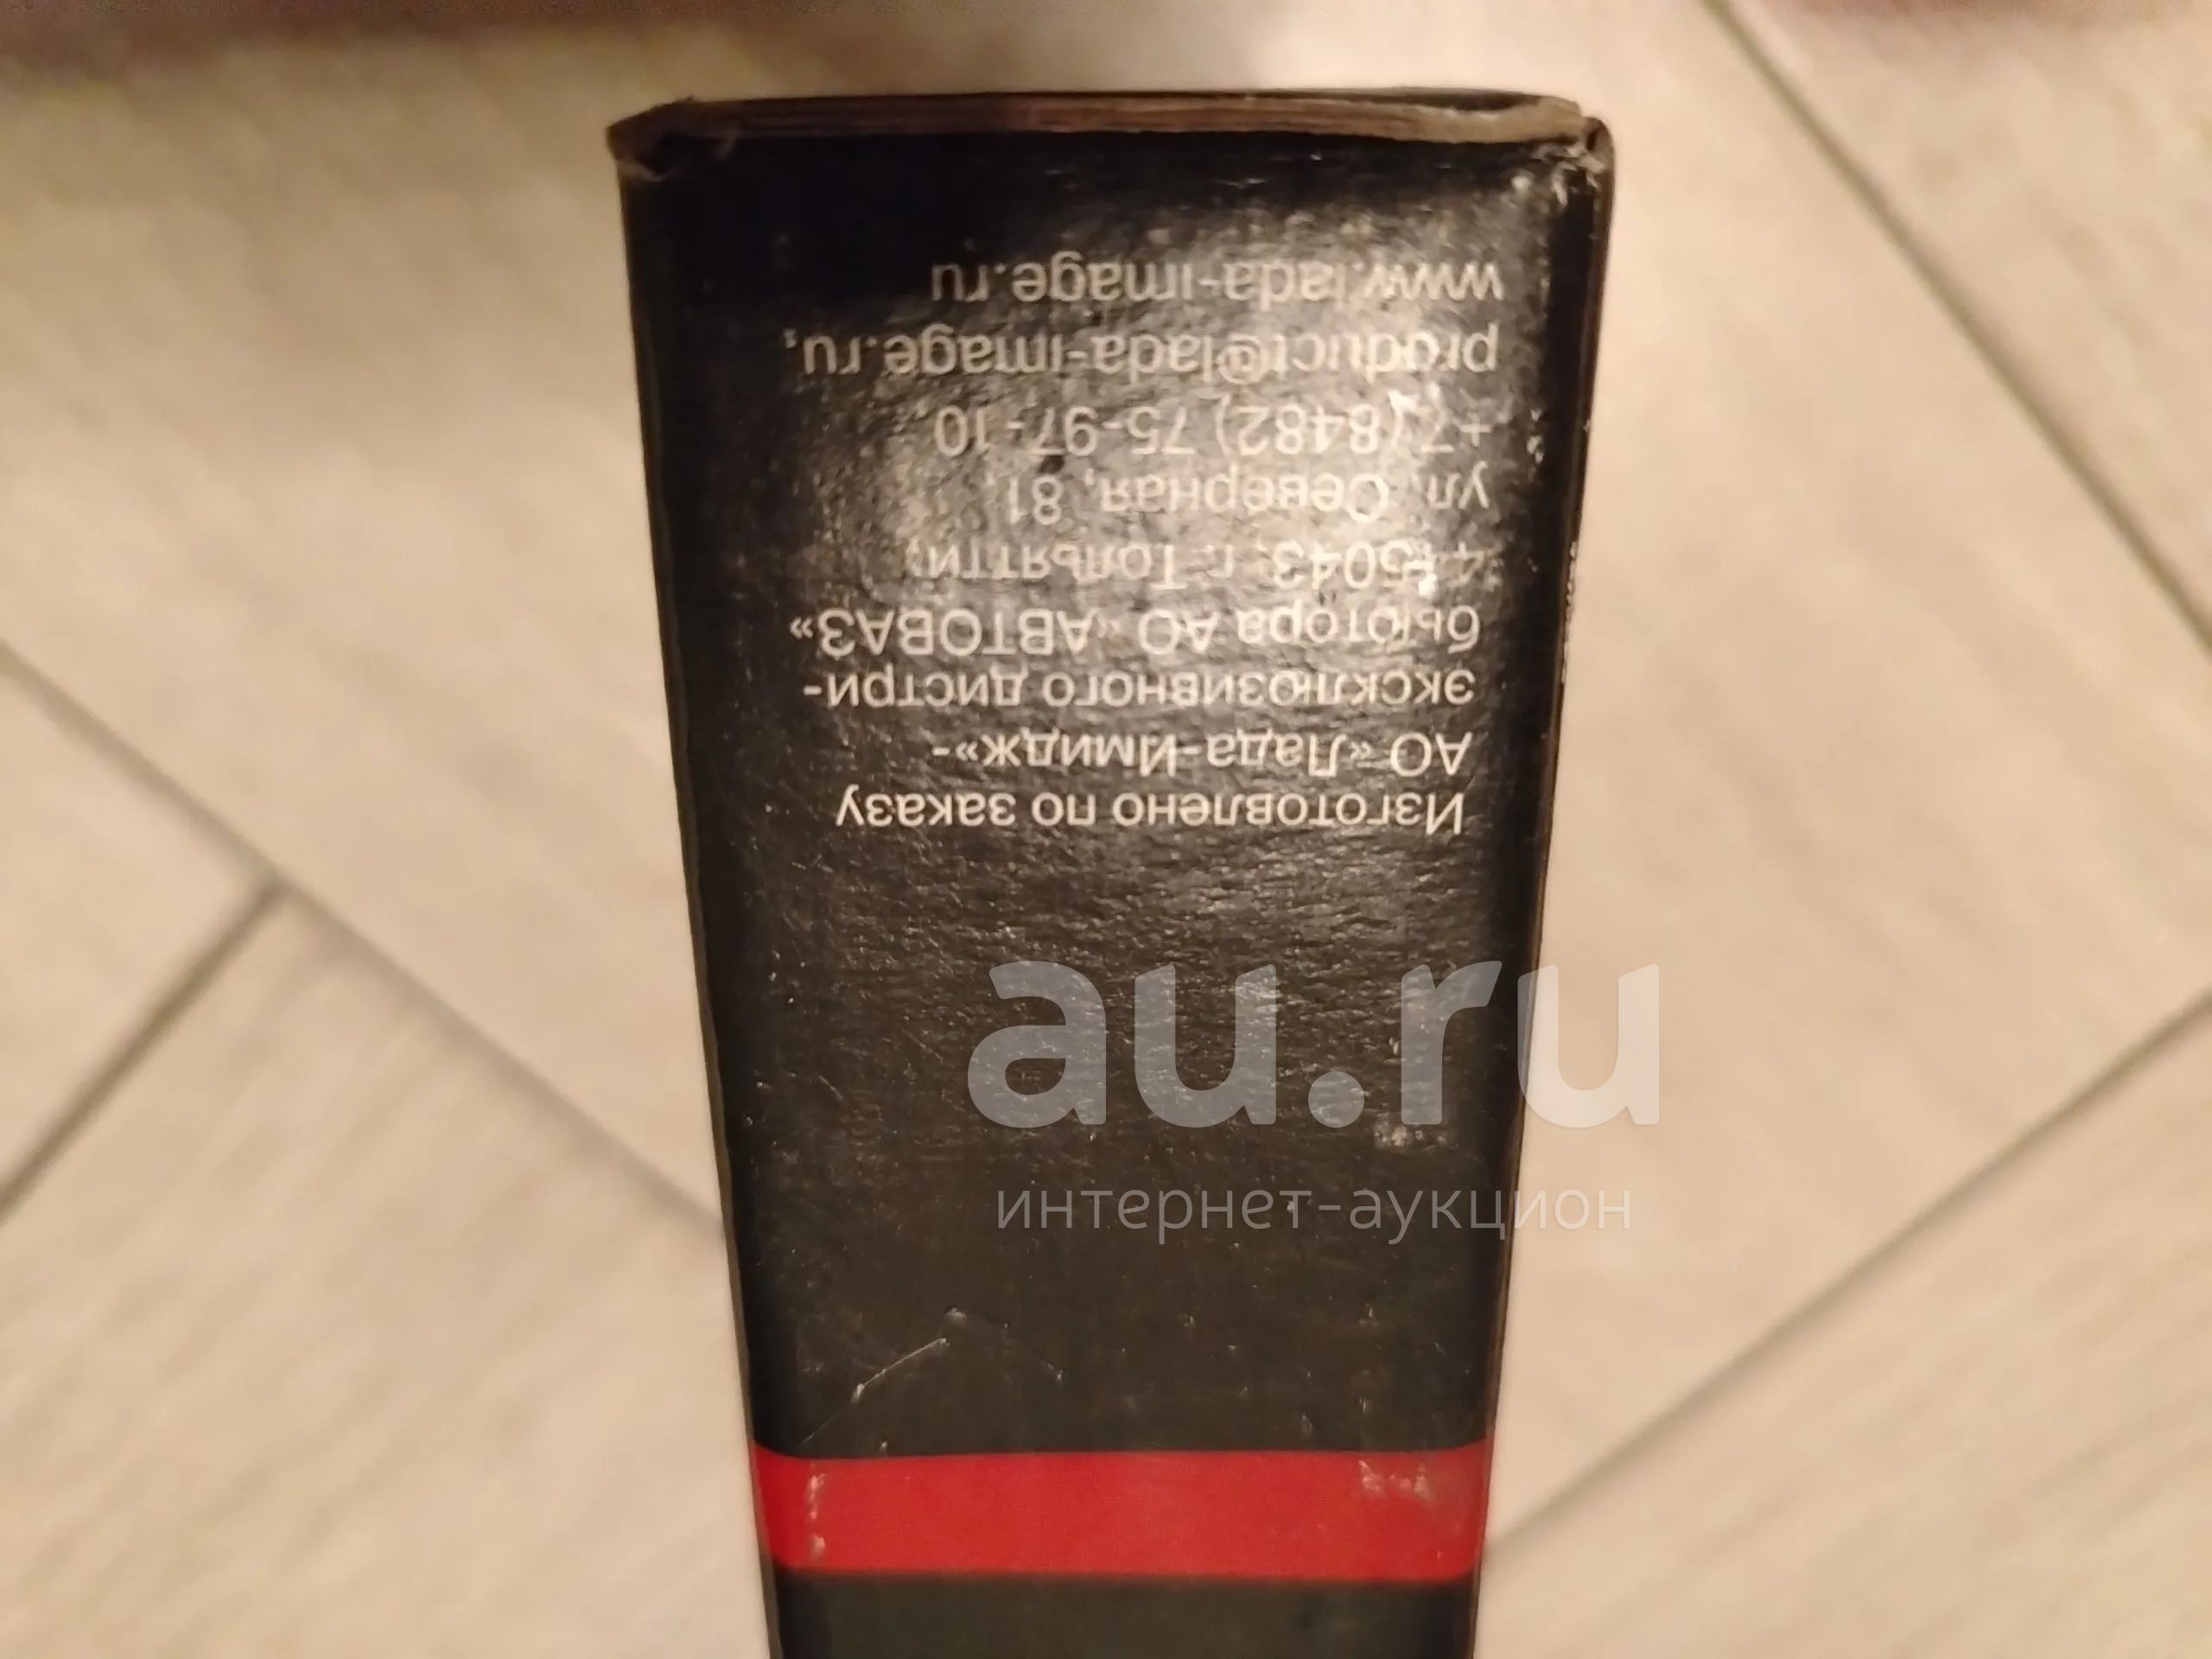 Изготовлено по заказу
АО «Лада-Имидж»-
эксклюзивного дистри-
бьютора АО «АВТОВАЗ»
445043, г. Тольятти,
ул. Северная, 81,
+7 (8482) 75-97-10
product@lada-image.ru,
www.lada-image.ru
au.ru
интернет-аукцион